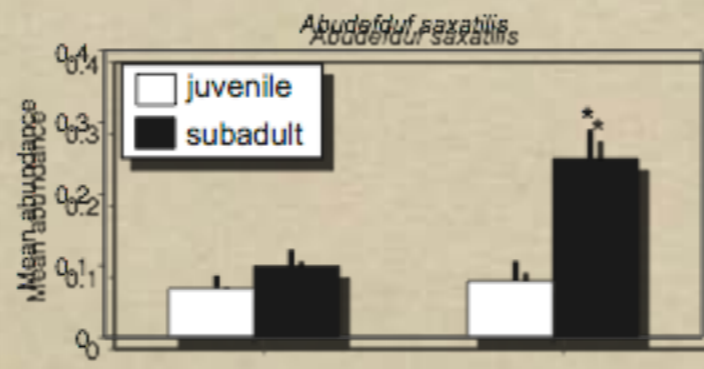 Abudefduf saxatilis
0.4
juvenile
0.3
subadult
0.2
0.1
0
Mean abundance
*